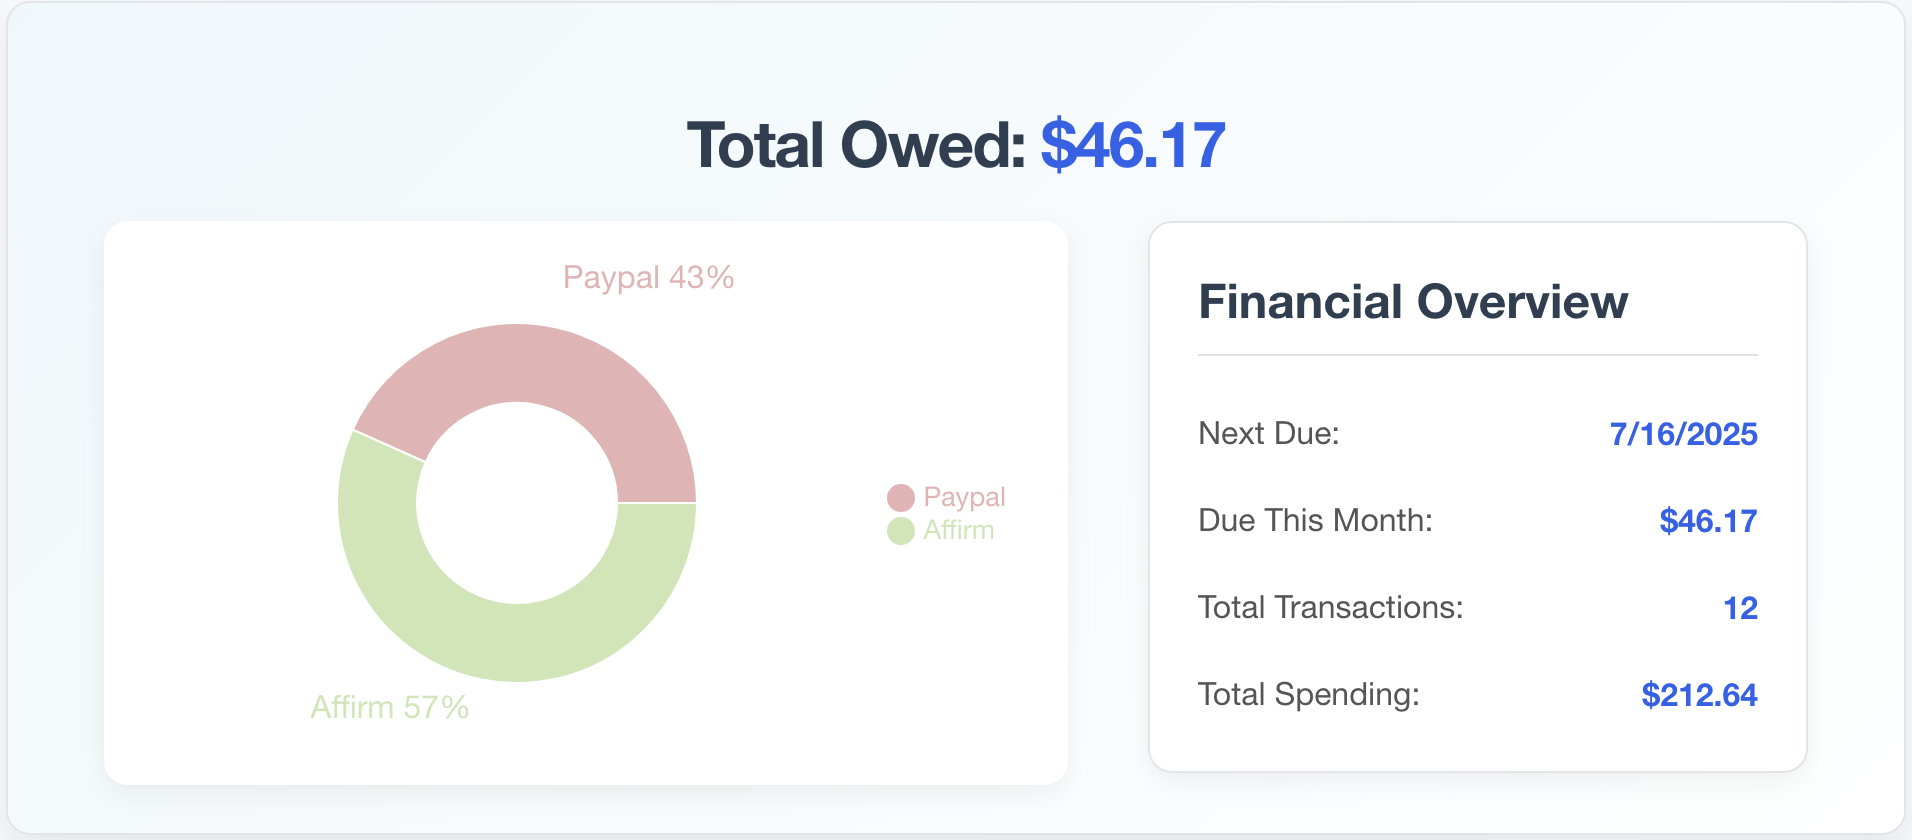 Total Owed: $46.17
Paypal 43%
Paypal
Affirm
Affirm 57%
Financial Overview
Next Due: 7/16/2025
Due This Month: $46.17
Total Transactions: 12
Total Spending: $212.64